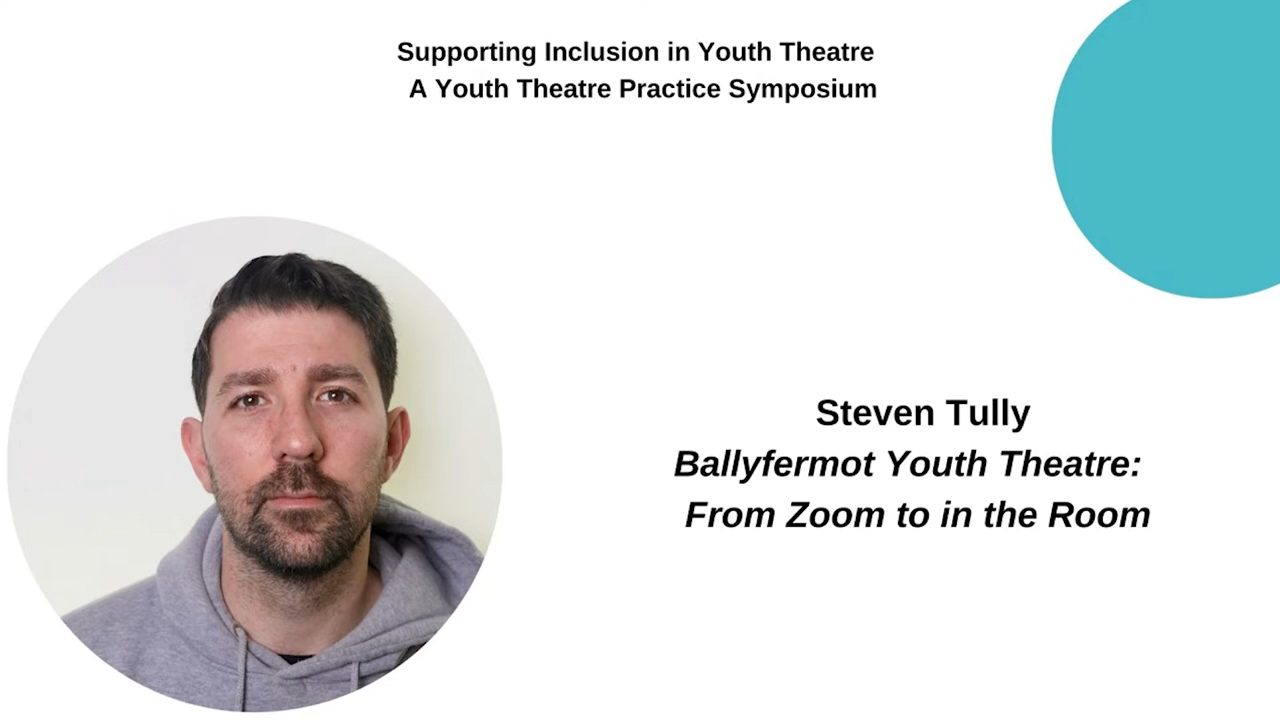 Supporting Inclusion in Youth Theatre
A Youth Theatre Practice Symposium
Steven Tully
Ballyfermot Youth Theatre:
From Zoom to in the Room